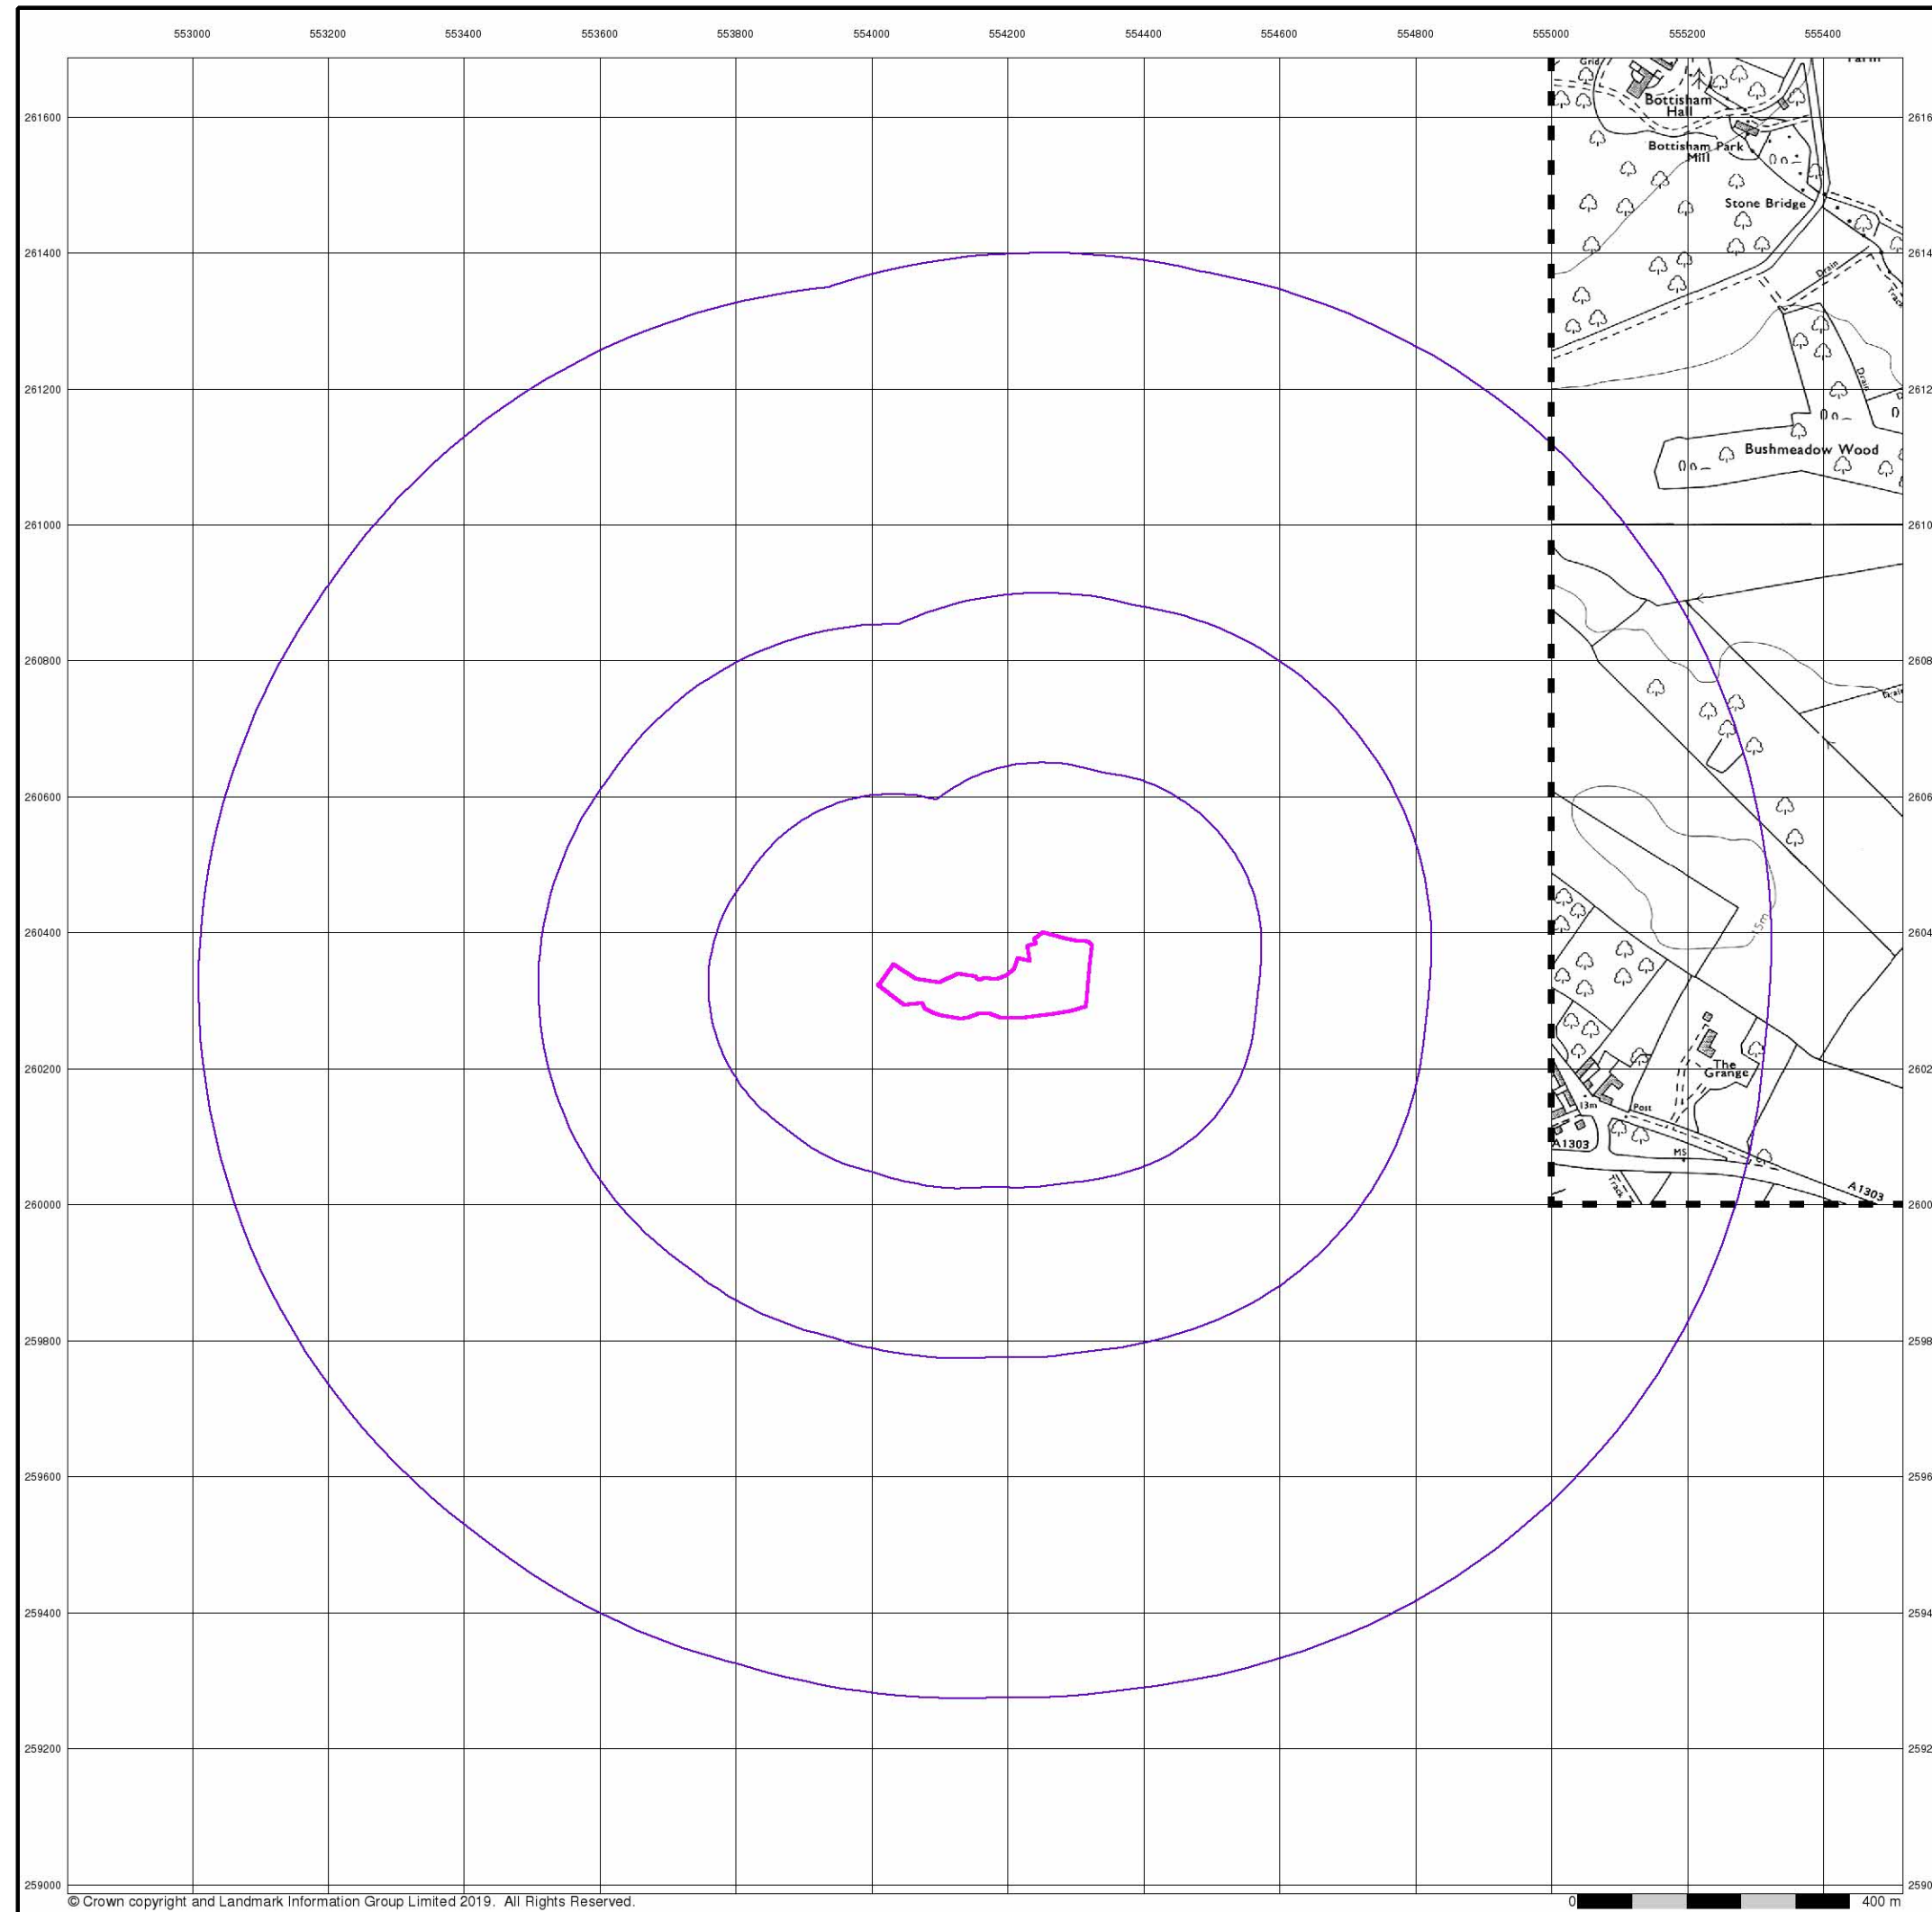 553000 553200 553400 553600 553800 554000 554200 554400 554600 554800 555000 555200 555400
Grid
Bottisham
Hall
261600
Bottisham Park
Mill
Stone Bridge
261400
Drain
261200
Drain
Bushmeadow Wood
261000
260800
Drain
260600
260400
15m
The
Grange
260200
13m
Post
A1303
MS
Track
A1303
260000
259800
259600
259400
259200
259000
© Crown copyright and Landmark Information Group Limited 2019. All Rights Reserved.
0 400 m